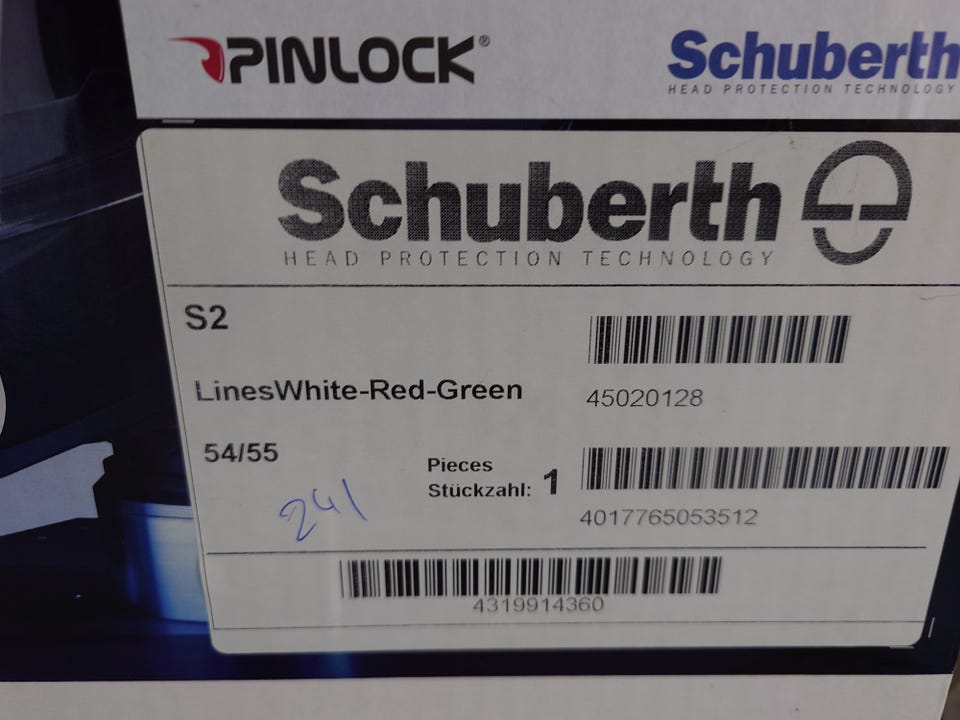 PINLOCK®
Schuberth
HEAD PROTECTION TECHNOLOGY
Schuberth
HEAD PROTECTION TECHNOLOGY
S2
LinesWhite-Red-Green
45020128
54/55
Pieces
Stückzahl: 1
4017765053512
241
4319914360